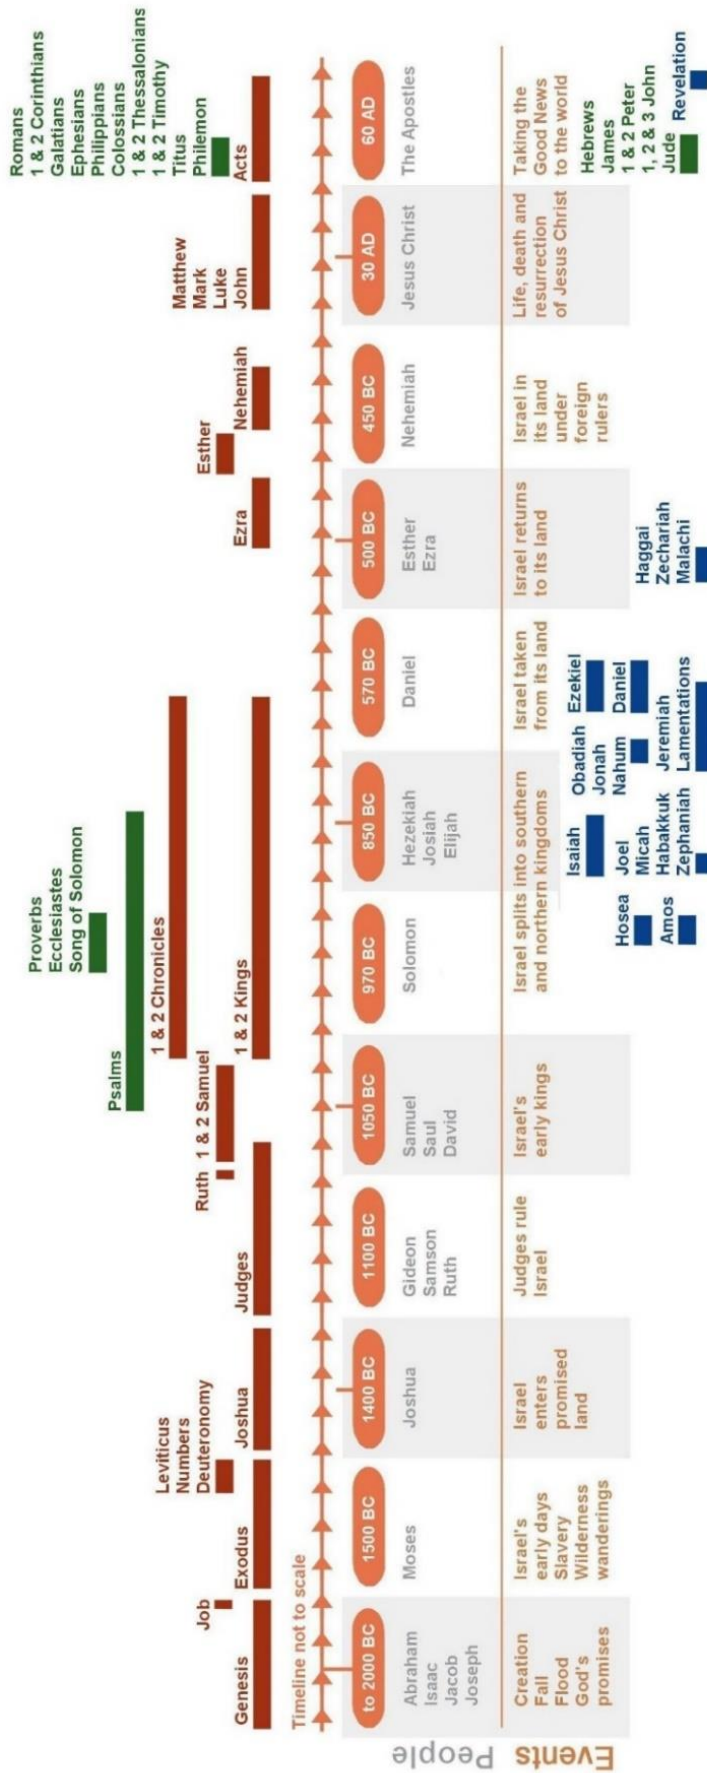 Romans
1 & 2 Corinthians
Galatians
Ephesians
Philippians
Colossians
1 & 2 Thessalonians
1 & 2 Timothy
Titus
Philemon
Proverbs
Ecclesiastes
Song of Solomon
Psalms
1 & 2 Chronicles
Matthew
Mark
Luke
John
Leviticus
Numbers
Deuteronomy
Job
Ruth
1 & 2 Samuel
Esther
Genesis
Exodus
Joshua
Judges
1 & 2 Kings
Ezra
Nehemiah
Acts
Timeline not to scale
to 2000 BC
1500 BC
1400 BC
1100 BC
1050 BC
970 BC
850 BC
570 BC
500 BC
450 BC
30 AD
60 AD
People
Abraham
Isaac
Jacob
Joseph
Moses
Joshua
Gideon
Samson
Ruth
Samuel
Saul
David
Solomon
Hezekiah
Josiah
Elijah
Daniel
Esther
Ezra
Nehemiah
Jesus Christ
The Apostles
Events
Creation
Fall
Flood
God's
promises
Israel's
early days
Slavery
Wilderness
wanderings
Israel
enters
promised
land
Judges rule
Israel
Israel's
early kings
Israel splits into southern
and northern kingdoms
Israel taken
from its land
Israel returns
to its land
Israel in
its land
under
foreign
rulers
Life, death and
resurrection
of Jesus Christ
Taking the
Good News
to the world
Hosea
Amos
Isaiah
Joel
Micah
Habakkuk
Zephaniah
Obadiah
Jonah
Nahum
Ezekiel
Daniel
Jeremiah
Lamentations
Haggai
Zechariah
Malachi
Hebrews
James
1 & 2 Peter
1, 2 & 3 John
Jude
Revelation